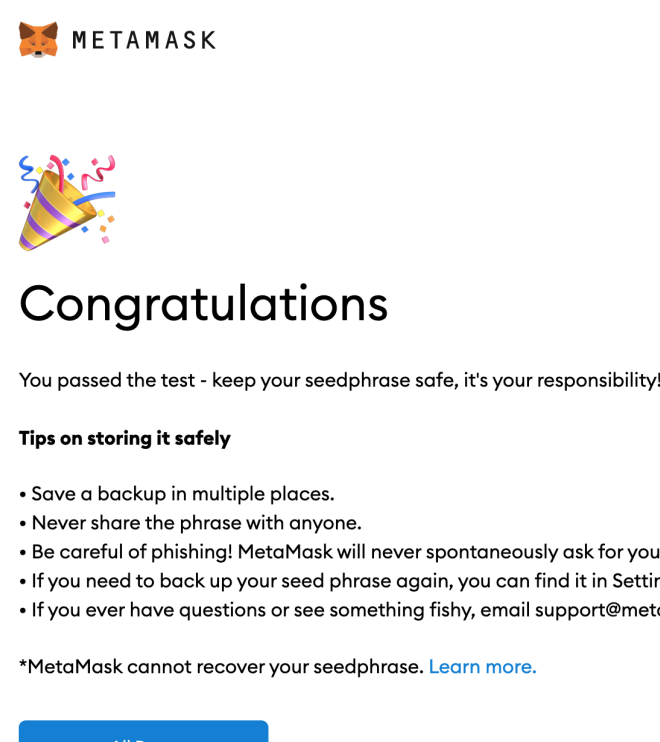 METAMASK
Congratulations
You passed the test - keep your seedphrase safe, it's your responsibility!
Tips on storing it safely
• Save a backup in multiple places.
• Never share the phrase with anyone.
• Be careful of phishing! MetaMask will never spontaneously ask for you
• If you need to back up your seed phrase again, you can find it in
• If you ever have questions or see something fishy, email
*MetaMask cannot recover your seedphrase. Learn more.